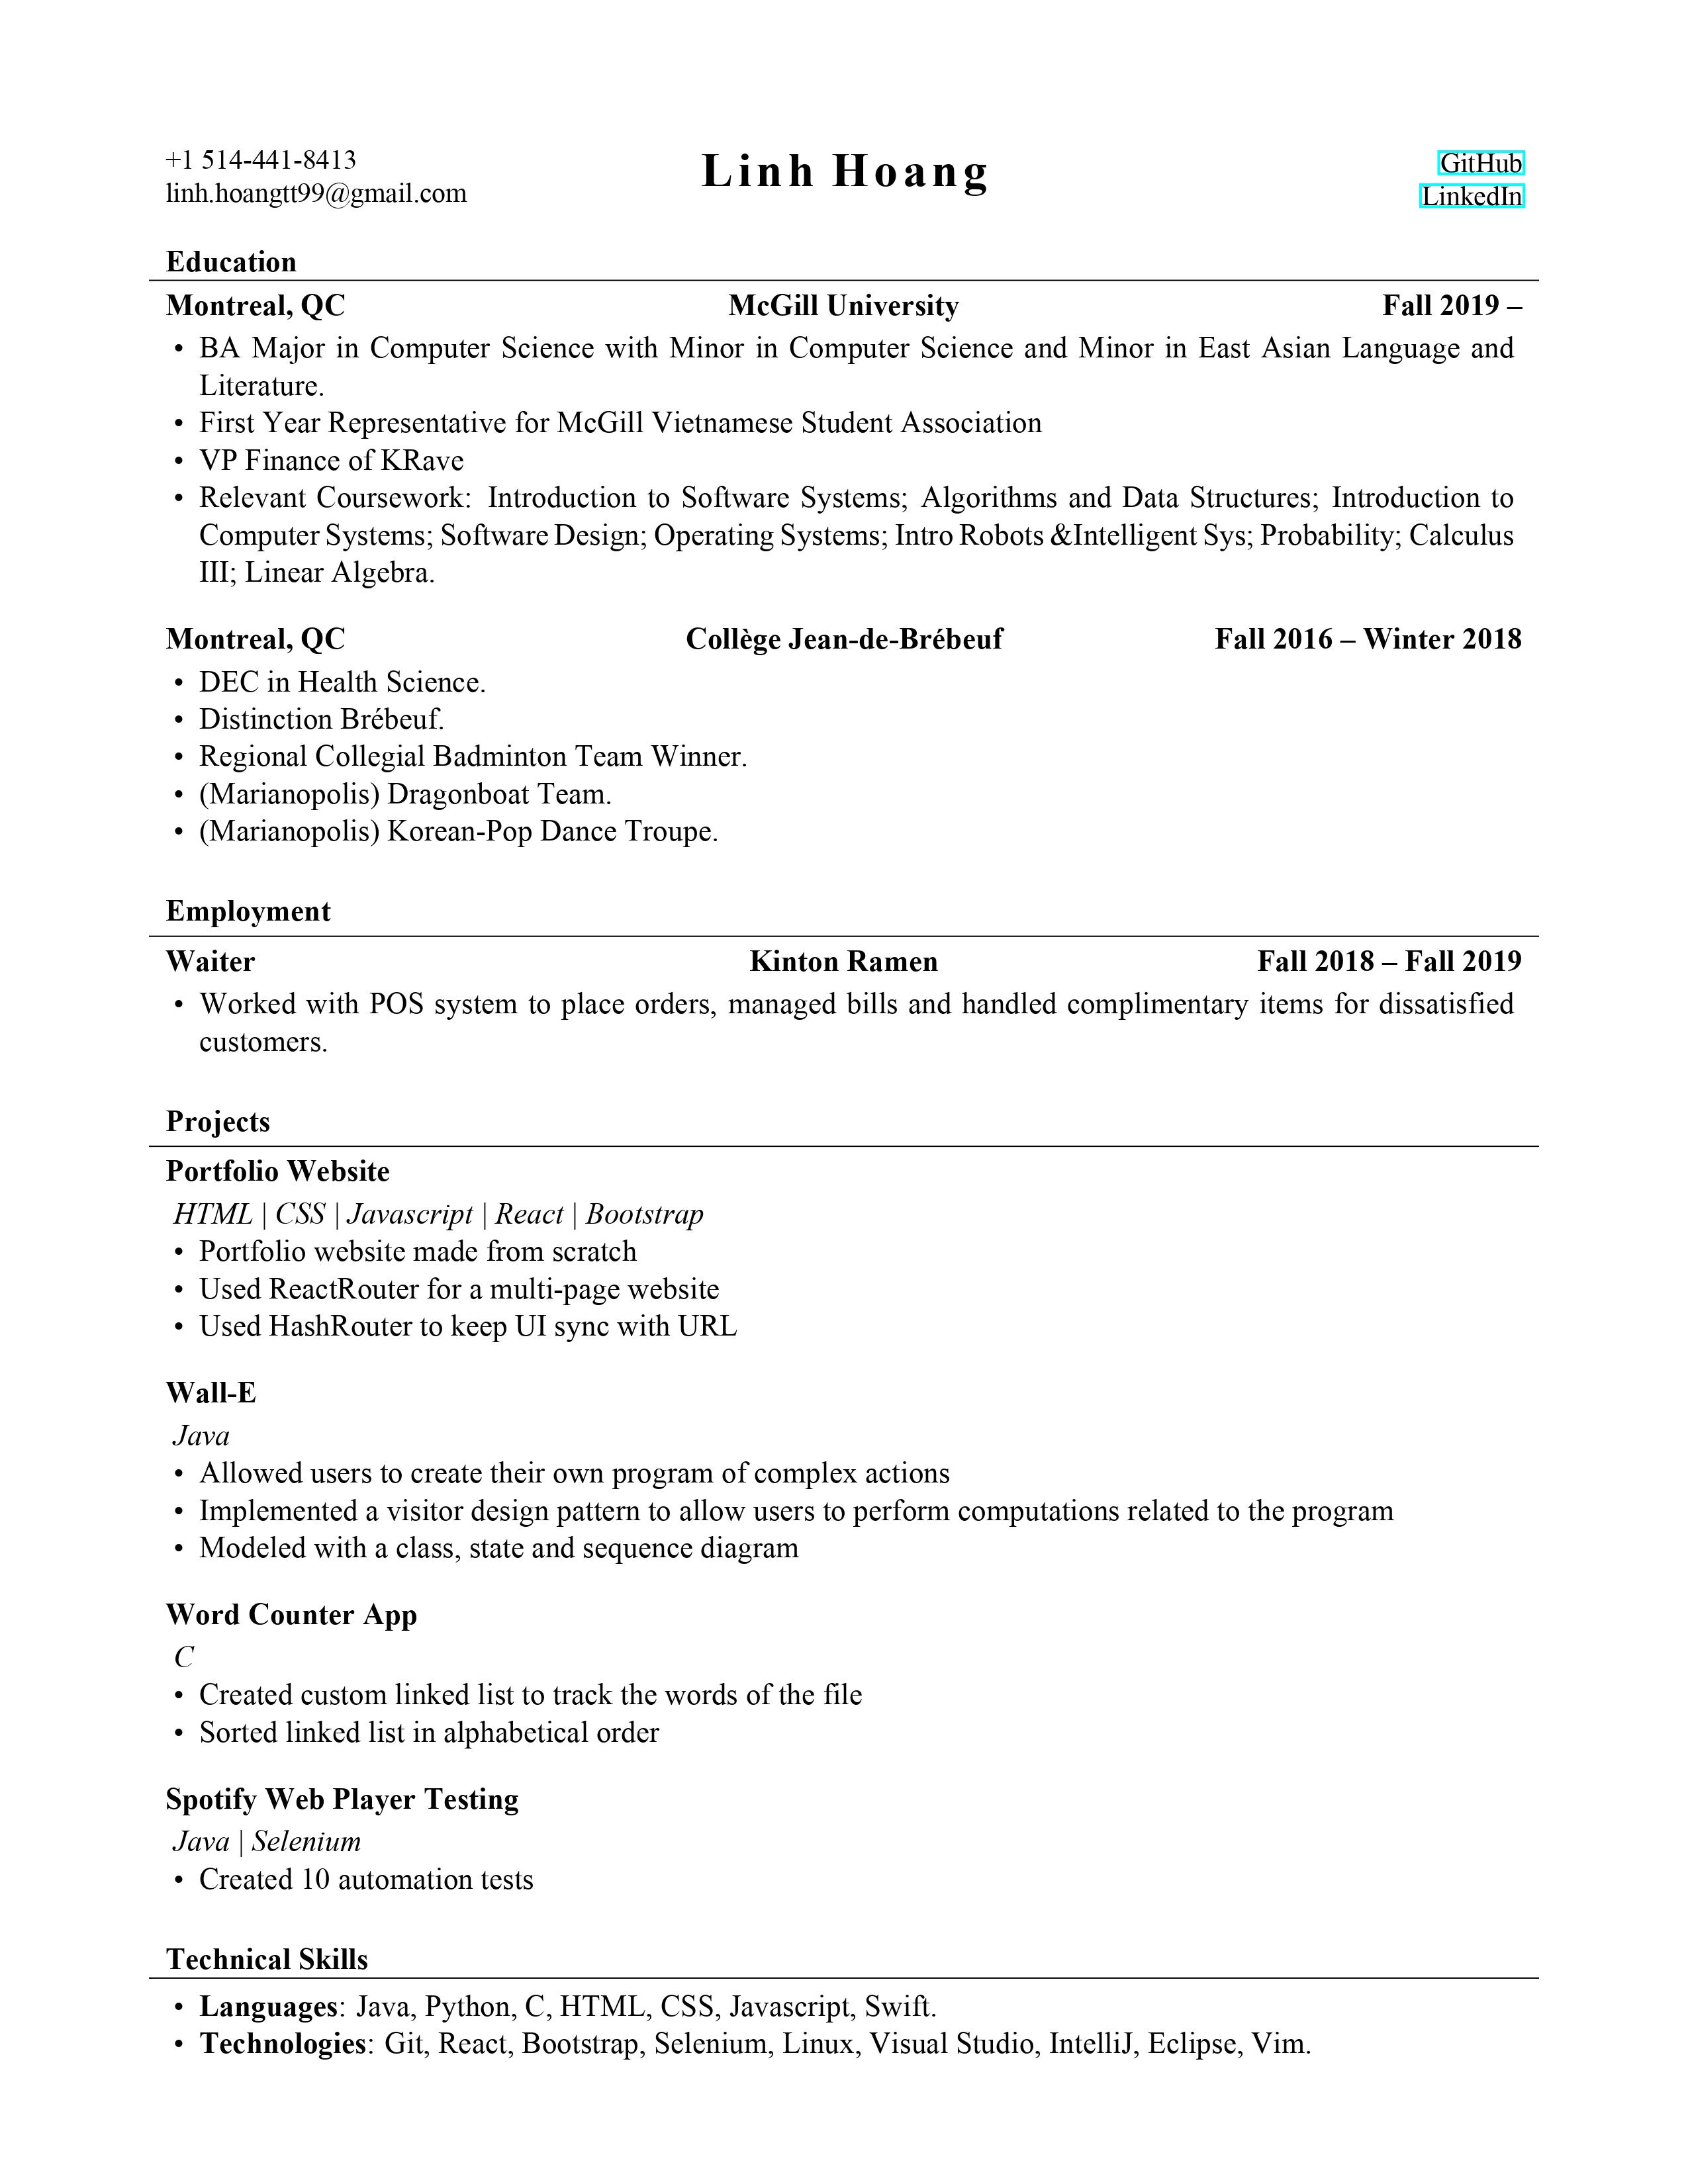 +1 514-441-8413
linh.hoangtt99@gmail.com
Linh Hoang
GitHub
LinkedIn
Education
Montreal, QC McGill University Fall 2019 –
• BA Major in Computer Science with Minor in Computer Science and Minor in East Asian Language and
Literature.
• First Year Representative for McGill Vietnamese Student Association
• VP Finance of KRave
• Relevant Coursework: Introduction to Software Systems; Algorithms and Data Structures; Introduction to
Computer Systems; Software Design; Operating Systems; Intro Robots &Intelligent Sys; Probability; Calculus
III; Linear Algebra.
Montreal, QC Collège Jean-de-Brébeuf Fall 2016 – Winter 2018
• DEC in Health Science.
• Distinction Brébeuf.
• Regional Collegial Badminton Team Winner.
• (Marianopolis) Dragonboat Team.
• (Marianopolis) Korean-Pop Dance Troupe.
Employment
Waiter Kinton Ramen Fall 2018 – Fall 2019
• Worked with POS system to place orders, managed bills and handled complimentary items for dissatisfied
customers.
Projects
Portfolio Website
HTML | CSS | Javascript | React | Bootstrap
• Portfolio website made from scratch
• Used ReactRouter for a multi-page website
• Used HashRouter to keep UI sync with URL
Wall-E
Java
• Allowed users to create their own program of complex actions
• Implemented a visitor design pattern to allow users to perform computations related to the program
• Modeled with a class, state and sequence diagram
Word Counter App
C
• Created custom linked list to track the words of the file
• Sorted linked list in alphabetical order
Spotify Web Player Testing
Java | Selenium
• Created 10 automation tests
Technical Skills
• Languages: Java, Python, C, HTML, CSS, Javascript, Swift.
• Technologies: Git, React, Bootstrap, Selenium, Linux, Visual Studio, IntelliJ, Eclipse, Vim.